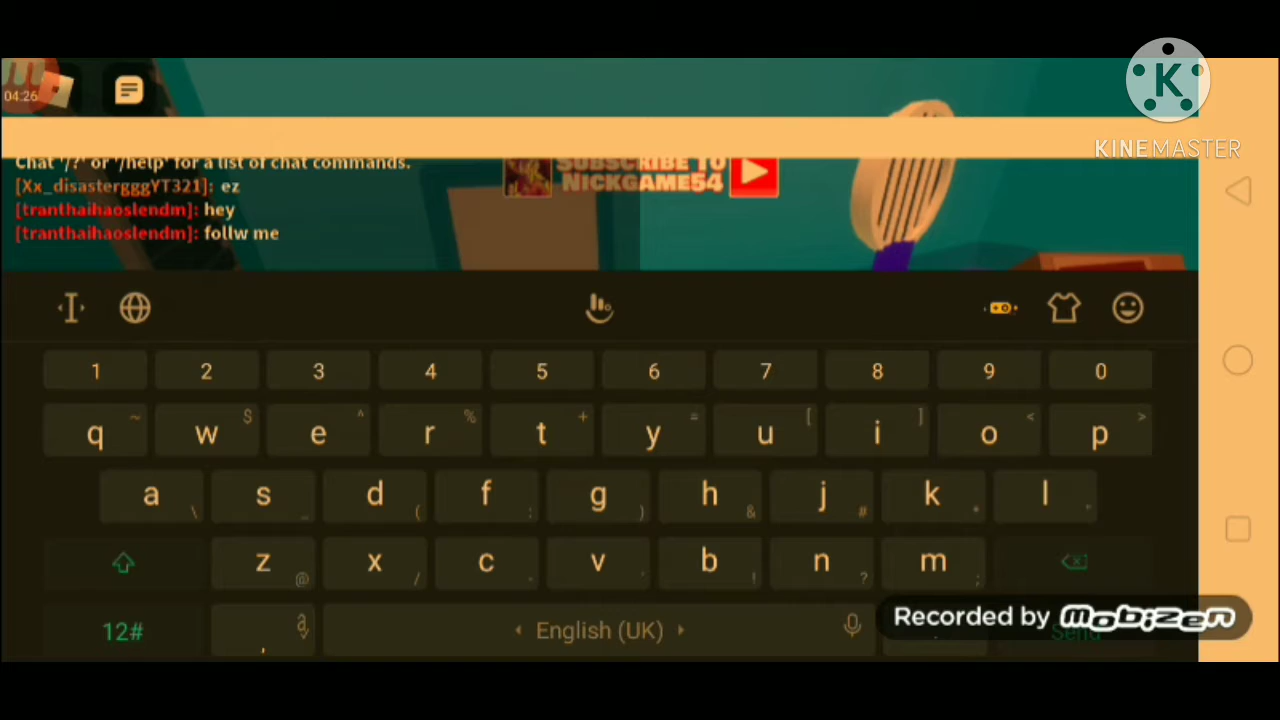 04:26
KINEMASTER
Chat '/?' or '/help' for a list of chat commands.
[Xx_disastergggYT321]: ez
[tranthaihaoslendm]: hey
[tranthaihaoslendm]: follw me
SUBSCRIBE TO
NICKGAME54
1 2 3 4 5 6 7 8 9 0
q ~ w $ e ^ r % t + y = u [ i ] o < p >
a \ s _ d ( f : g ) h & j # k * l "
z @ x / c - v ' b ! n ? m ;
12# , English (UK) . Send
Recorded by mobizen